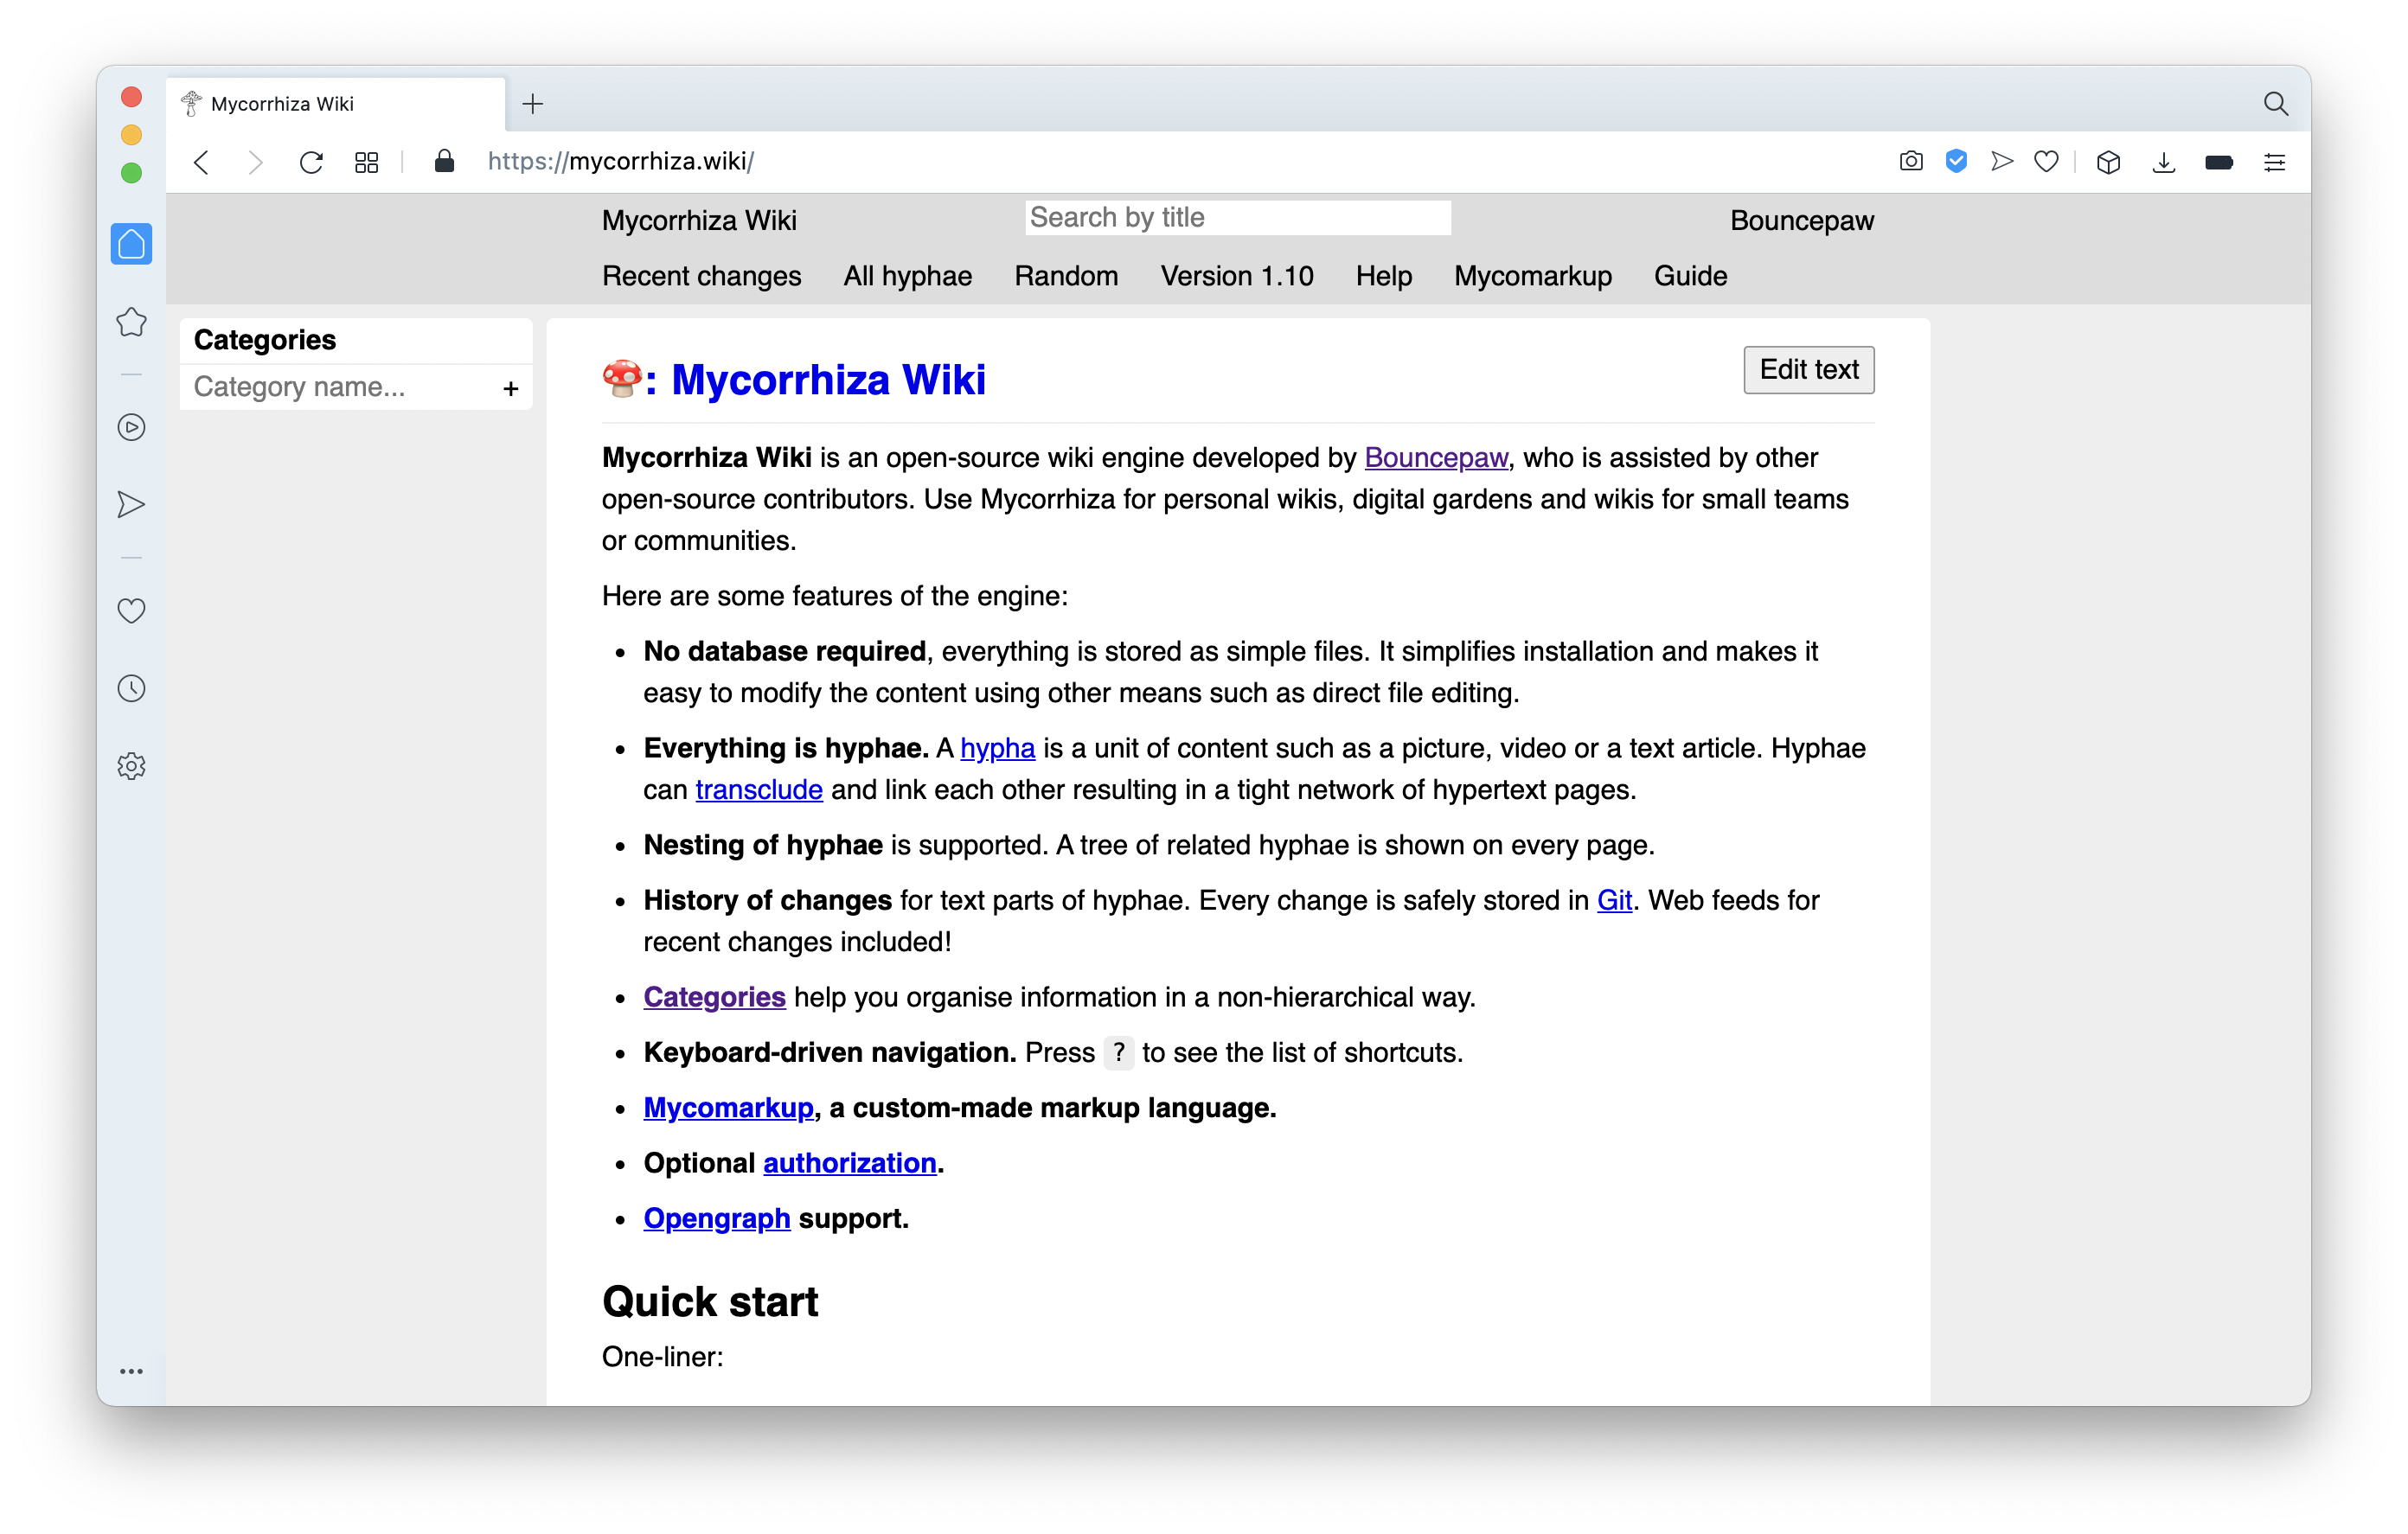 Mycorrhiza Wiki
https://mycorrhiza.wiki/
Mycorrhiza Wiki
Search by title
Bouncepaw
Recent changes All hyphae Random Version 1.10 Help Mycomarkup Guide
Categories
Category name...
+
🍄: Mycorrhiza Wiki
Edit text
Mycorrhiza Wiki is an open-source wiki engine developed by Bouncepaw, who is assisted by other
open-source contributors. Use Mycorrhiza for personal wikis, digital gardens and wikis for small teams
or communities.
Here are some features of the engine:
• No database required, everything is stored as simple files. It simplifies installation and makes it
easy to modify the content using other means such as direct file editing.
• Everything is hyphae. A hypha is a unit of content such as a picture, video or a text article. Hyphae
can transclude and link each other resulting in a tight network of hypertext pages.
• Nesting of hyphae is supported. A tree of related hyphae is shown on every page.
• History of changes for text parts of hyphae. Every change is safely stored in Git. Web feeds for
recent changes included!
• Categories help you organise information in a non-hierarchical way.
• Keyboard-driven navigation. Press ? to see the list of shortcuts.
• Mycomarkup, a custom-made markup language.
• Optional authorization.
• Opengraph support.
Quick start
One-liner: